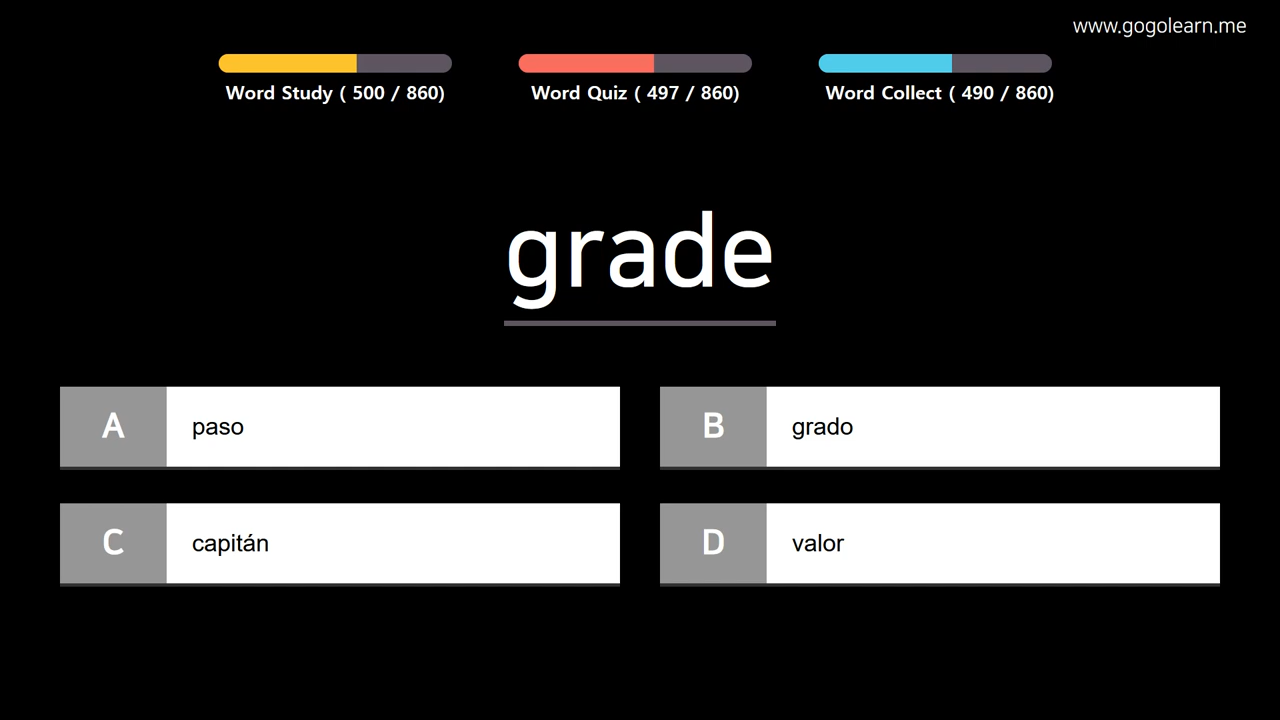 www.gogolearn.me
Word Study ( 500 / 860)
Word Quiz ( 497 / 860)
Word Collect ( 490 / 860)
grade
A
paso
B
grado
C
capitán
D
valor